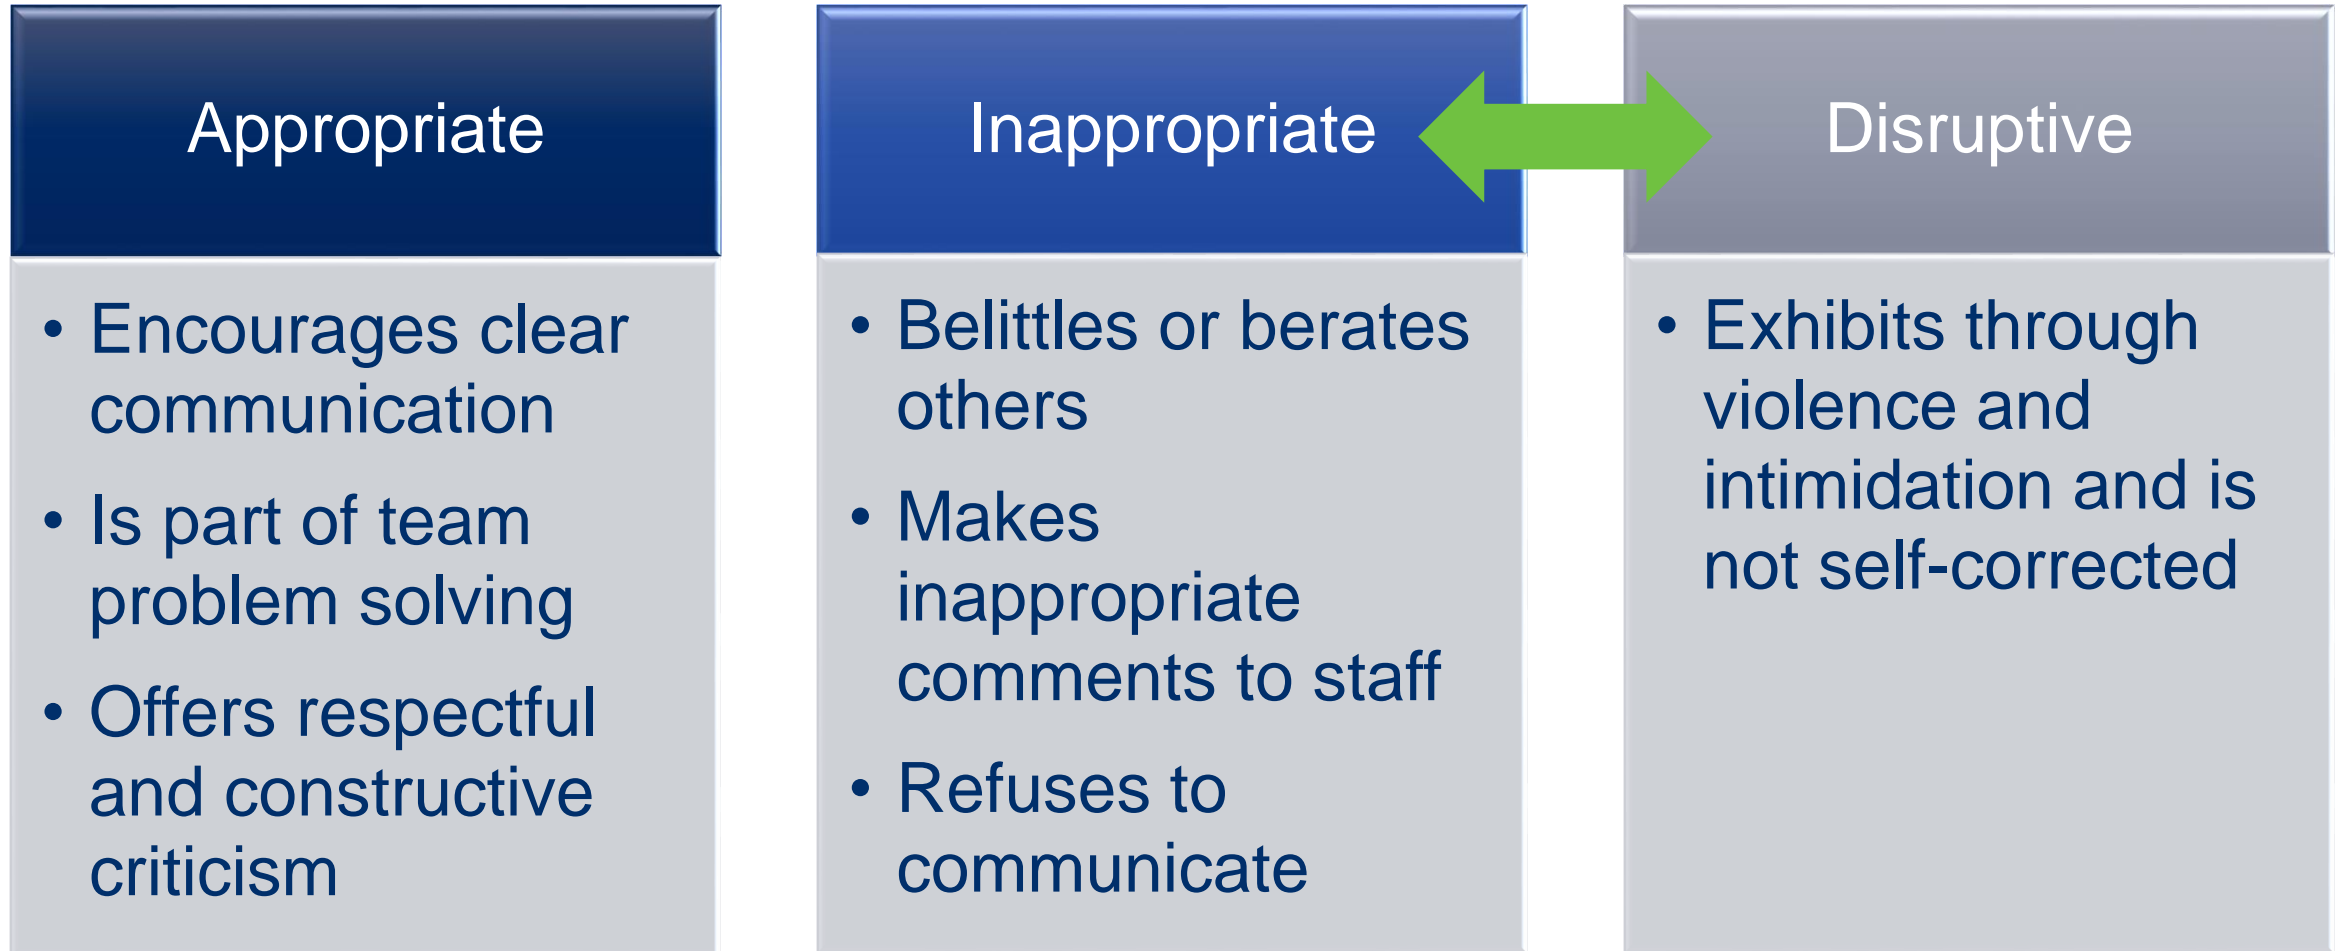 Appropriate
• Encourages clear
communication
• Is part of team
problem solving
• Offers respectful
and constructive
criticism
Inappropriate
• Belittles or berates
others
• Makes
inappropriate
comments to staff
• Refuses to
communicate
Disruptive
• Exhibits through
violence and
intimidation and is
not self-corrected